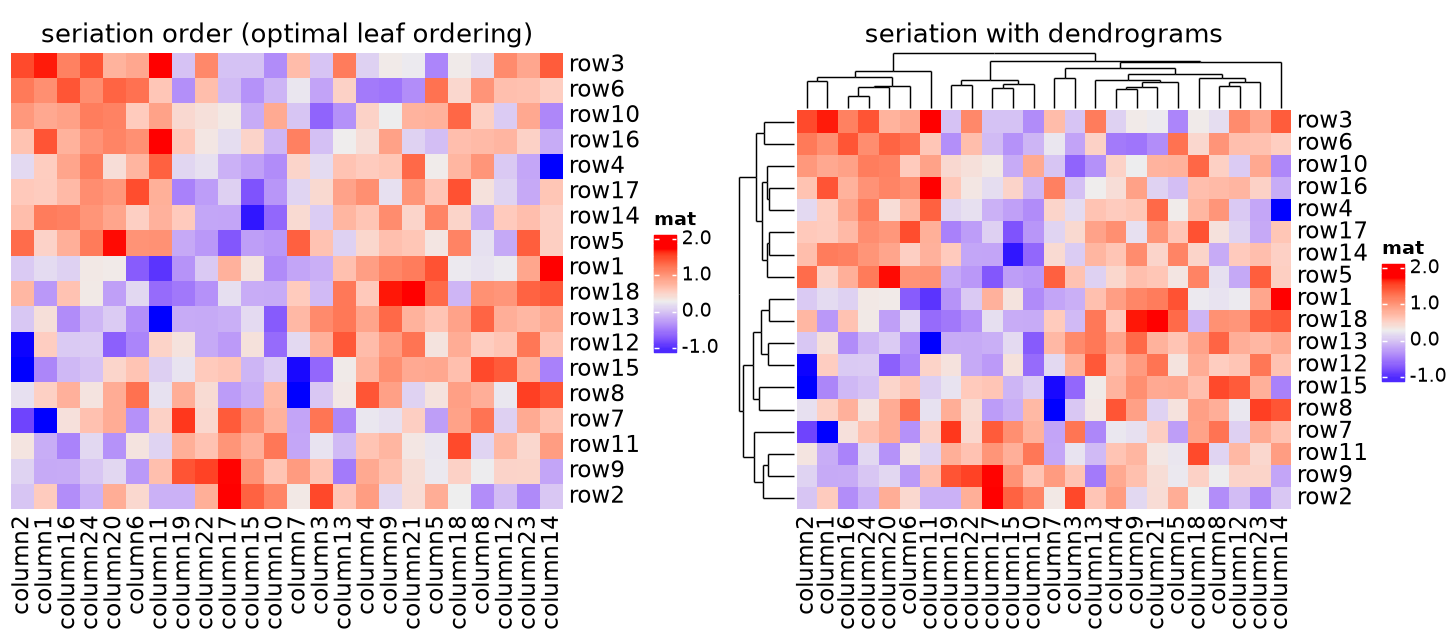 seriation order (optimal leaf ordering)
row3
row6
row10
row16
row4
row17
row14
row5
row1
row18
row13
row12
row15
row8
row7
row11
row9
row2
column2
column1
column16
column24
column20
column6
column11
column19
column22
column17
column15
column10
column7
column3
column13
column4
column9
column21
column5
column18
column8
column12
column23
column14
mat
2.0
1.0
0.0
-1.0
seriation with dendrograms
row3
row6
row10
row16
row4
row17
row14
row5
row1
row18
row13
row12
row15
row8
row7
row11
row9
row2
column2
column1
column16
column24
column20
column6
column11
column19
column22
column17
column15
column10
column7
column3
column13
column4
column9
column21
column5
column18
column8
column12
column23
column14
mat
2.0
1.0
0.0
-1.0